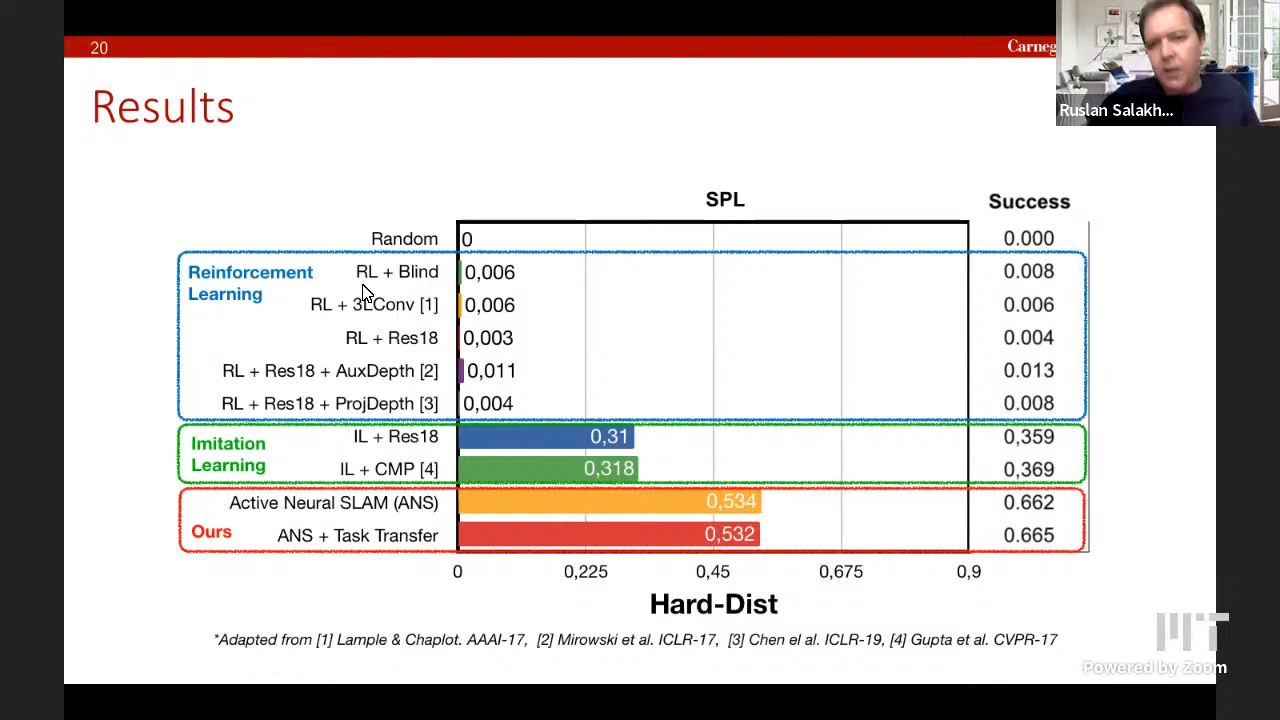 20
Carneg
Ruslan Salakh...
Results
SPL
Success
Random 0 0.000
Reinforcement Learning
RL + Blind 0,006 0.008
RL + 3LConv [1] 0,006 0.006
RL + Res18 0,003 0.004
RL + Res18 + AuxDepth [2] 0,011 0.013
RL + Res18 + ProjDepth [3] 0,004 0.008
Imitation Learning
IL + Res18 0,31 0,359
IL + CMP [4] 0,318 0,369
Ours
Active Neural SLAM (ANS) 0,534 0.662
ANS + Task Transfer 0,532 0.665
0 0,225 0,45 0,675 0,9
Hard-Dist
*Adapted from [1] Lample & Chaplot. AAAI-17, [2] Mirowski et al. ICLR-17, [3] Chen el al. ICLR-19, [4] Gupta et al. CVPR-17
MIT
Powered by Zoom